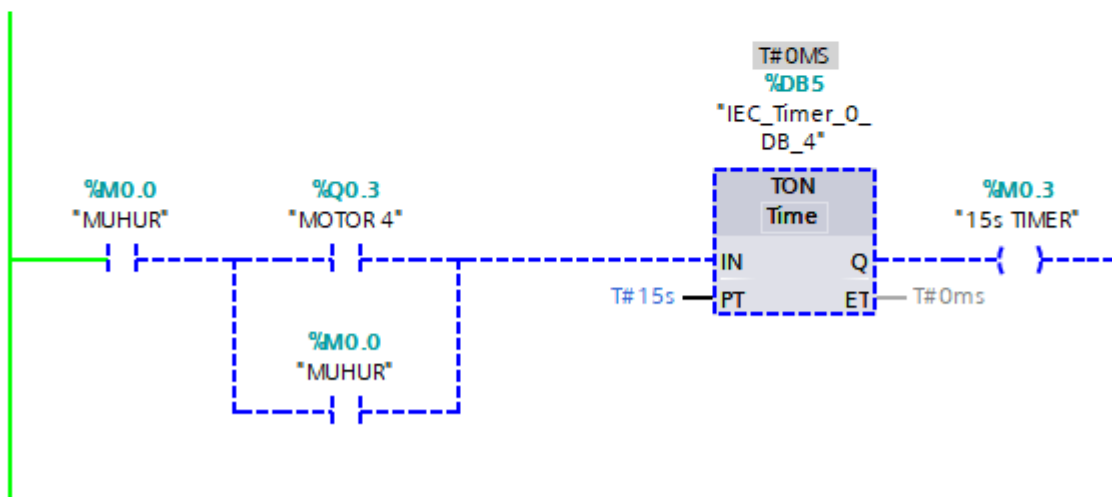 T#0MS
%DB5
"IEC_Timer_0_
DB_4"
%M0.0
"MUHUR"
%Q0.3
"MOTOR 4"
TON
Time
%M0.3
"15s TIMER"
IN
Q
T#15s
PT
ET
T#0ms
%M0.0
"MUHUR"